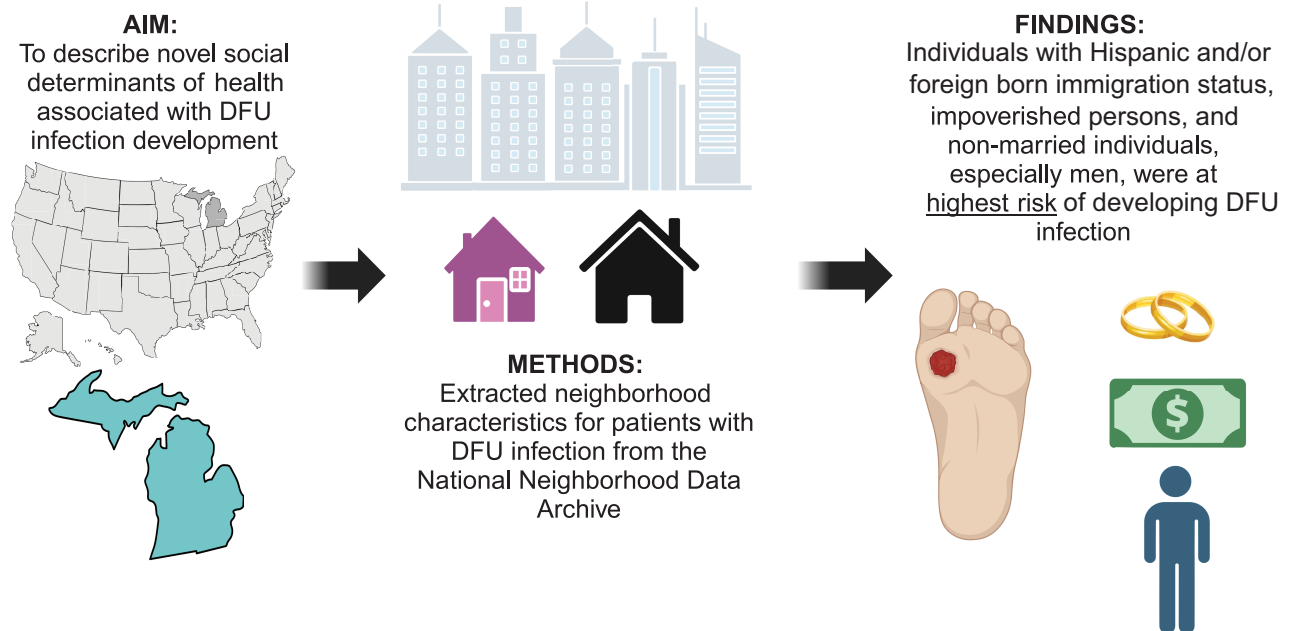 AIM:
To describe novel social
determinants of health
associated with DFU
infection development
METHODS:
Extracted neighborhood
characteristics for patients with
DFU infection from the
National Neighborhood Data
Archive
FINDINGS:
Individuals with Hispanic and/or
foreign born immigration status,
impoverished persons, and
non-married individuals,
especially men, were at
highest risk of developing DFU
infection
$